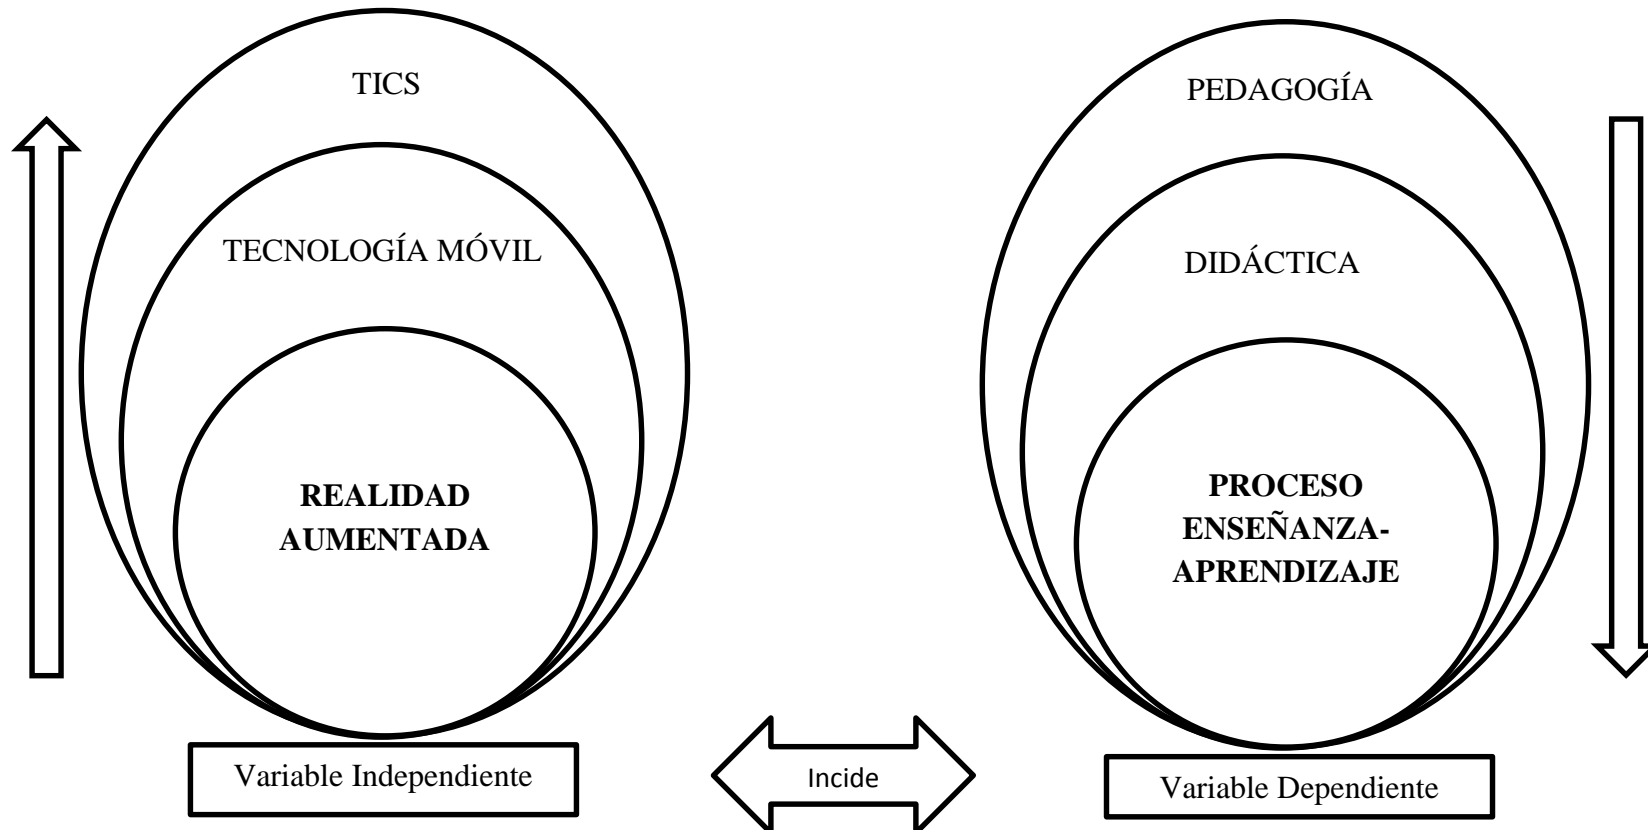 TICS
TECNOLOGÍA MÓVIL
REALIDAD
AUMENTADA
Variable Independiente
Incide
PEDAGOGÍA
DIDÁCTICA
PROCESO
ENSEÑANZA-
APRENDIZAJE
Variable Dependiente